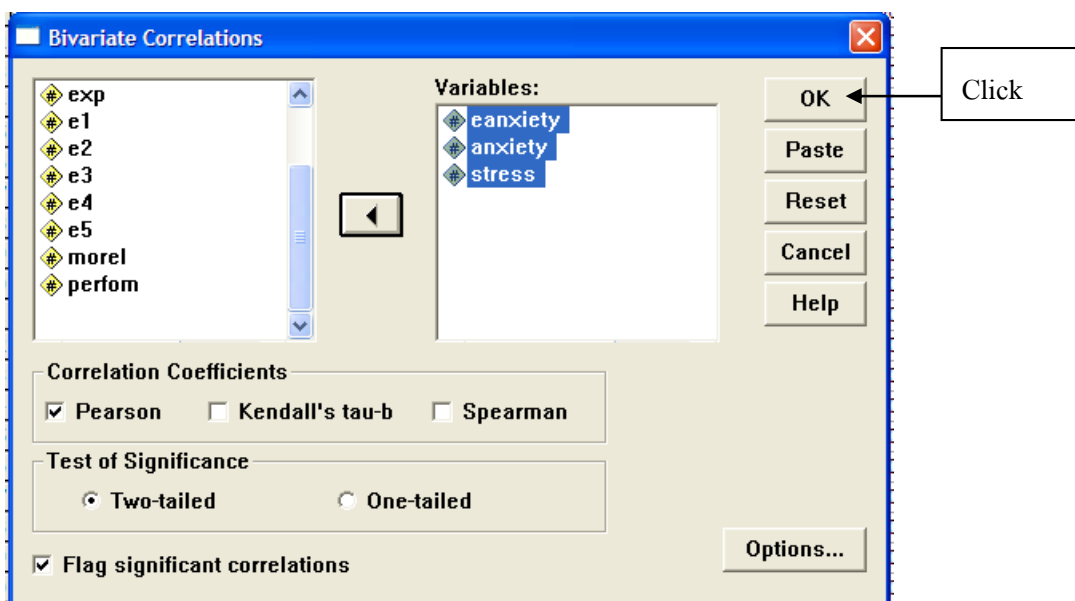 Bivariate Correlations
exp
e1
e2
e3
e4
e5
morel
perfom
Variables:
eanxiety
anxiety
stress
OK
Paste
Reset
Cancel
Help
Click
Correlation Coefficients
Pearson Kendall's tau-b Spearman
Test of Significance
Two-tailed One-tailed
Flag significant correlations
Options...